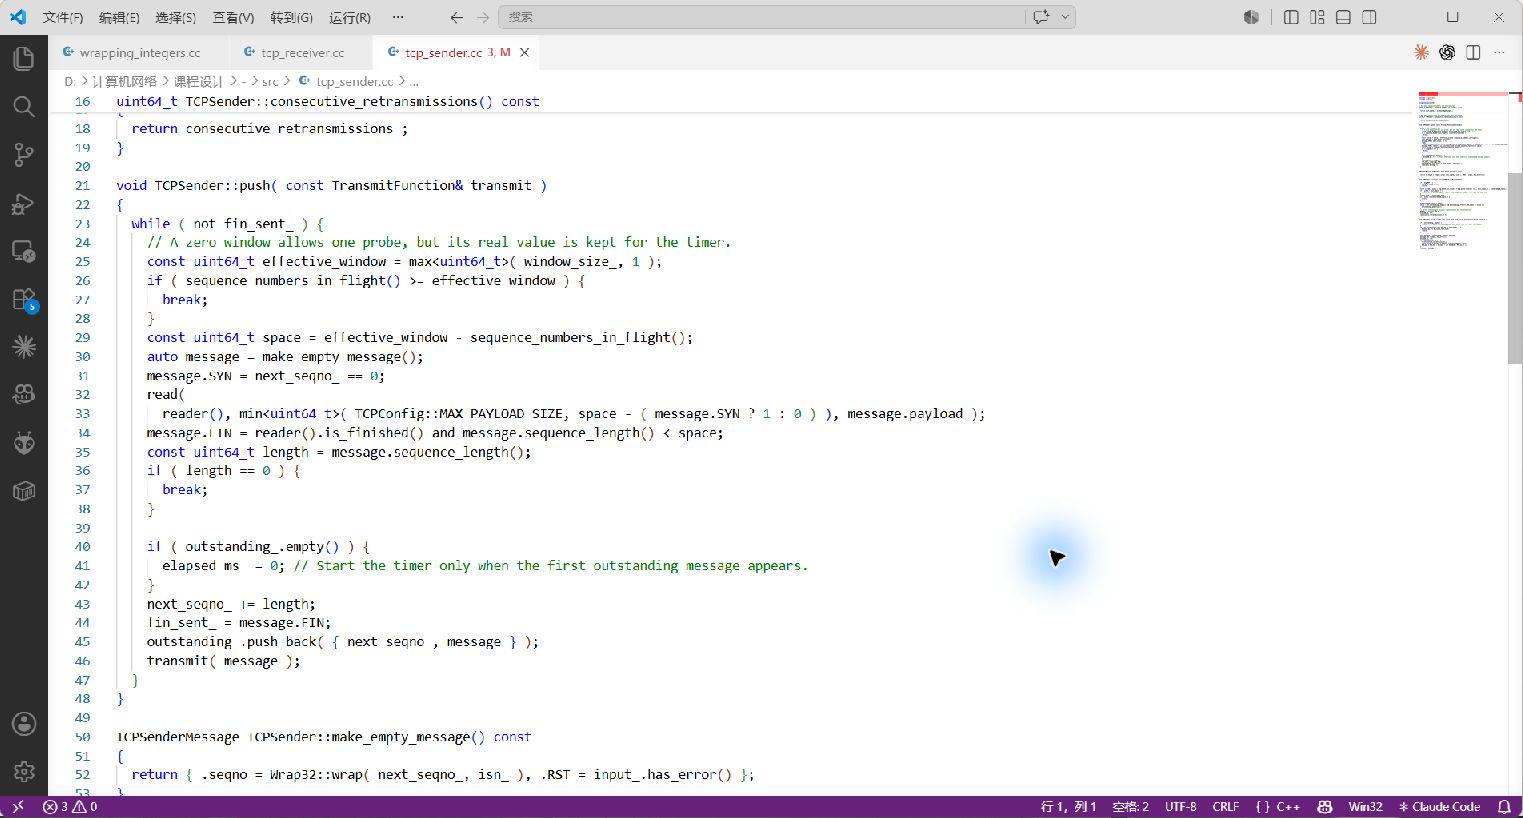 文件(F) 编辑(E) 选择(S) 查看(V) 转到(G) 运行(R) ··· 搜索
wrapping_integers.cc tcp_receiver.cc tcp_sender.cc 3, M
D: > 计算机网络 > 课程设计 > - > src > tcp_sender.cc > ...
16 uint64_t TCPSender::consecutive_retransmissions() const
18 return consecutive_retransmissions_;
19 }
20
21 void TCPSender::push( const TransmitFunction& transmit )
22 {
23 while ( not fin_sent_ ) {
24 // A zero window allows one probe, but its real value is kept for the timer.
25 const uint64_t effective_window = max<uint64_t>( window_size_, 1 );
26 if ( sequence_numbers_in_flight() >= effective_window ) {
27 break;
28 }
29 const uint64_t space = effective_window - sequence_numbers_in_flight();
30 auto message = make_empty_message();
31 message.SYN = next_seqno_ == 0;
32 read(
33 reader(), min<uint64_t>( TCPConfig::MAX_PAYLOAD_SIZE, space - ( message.SYN ? 1 : 0 ) ), message.payload );
34 message.FIN = reader().is_finished() and message.sequence_length() < space;
35 const uint64_t length = message.sequence_length();
36 if ( length == 0 ) {
37 break;
38 }
39
40 if ( outstanding_.empty() ) {
41 elapsed_ms_ = 0; // Start the timer only when the first outstanding message appears.
42 }
43 next_seqno_ += length;
44 fin_sent_ = message.FIN;
45 outstanding_.push_back( { next_seqno_, message } );
46 transmit( message );
47 }
48 }
49
50 TCPSenderMessage TCPSender::make_empty_message() const
51 {
52 return { .seqno = Wrap32::wrap( next_seqno_, isn_ ), .RST = input_.has_error() };
53 }
5
3 0 行 1，列 1 空格: 2 UTF-8 CRLF { } C++ Win32 Claude Code